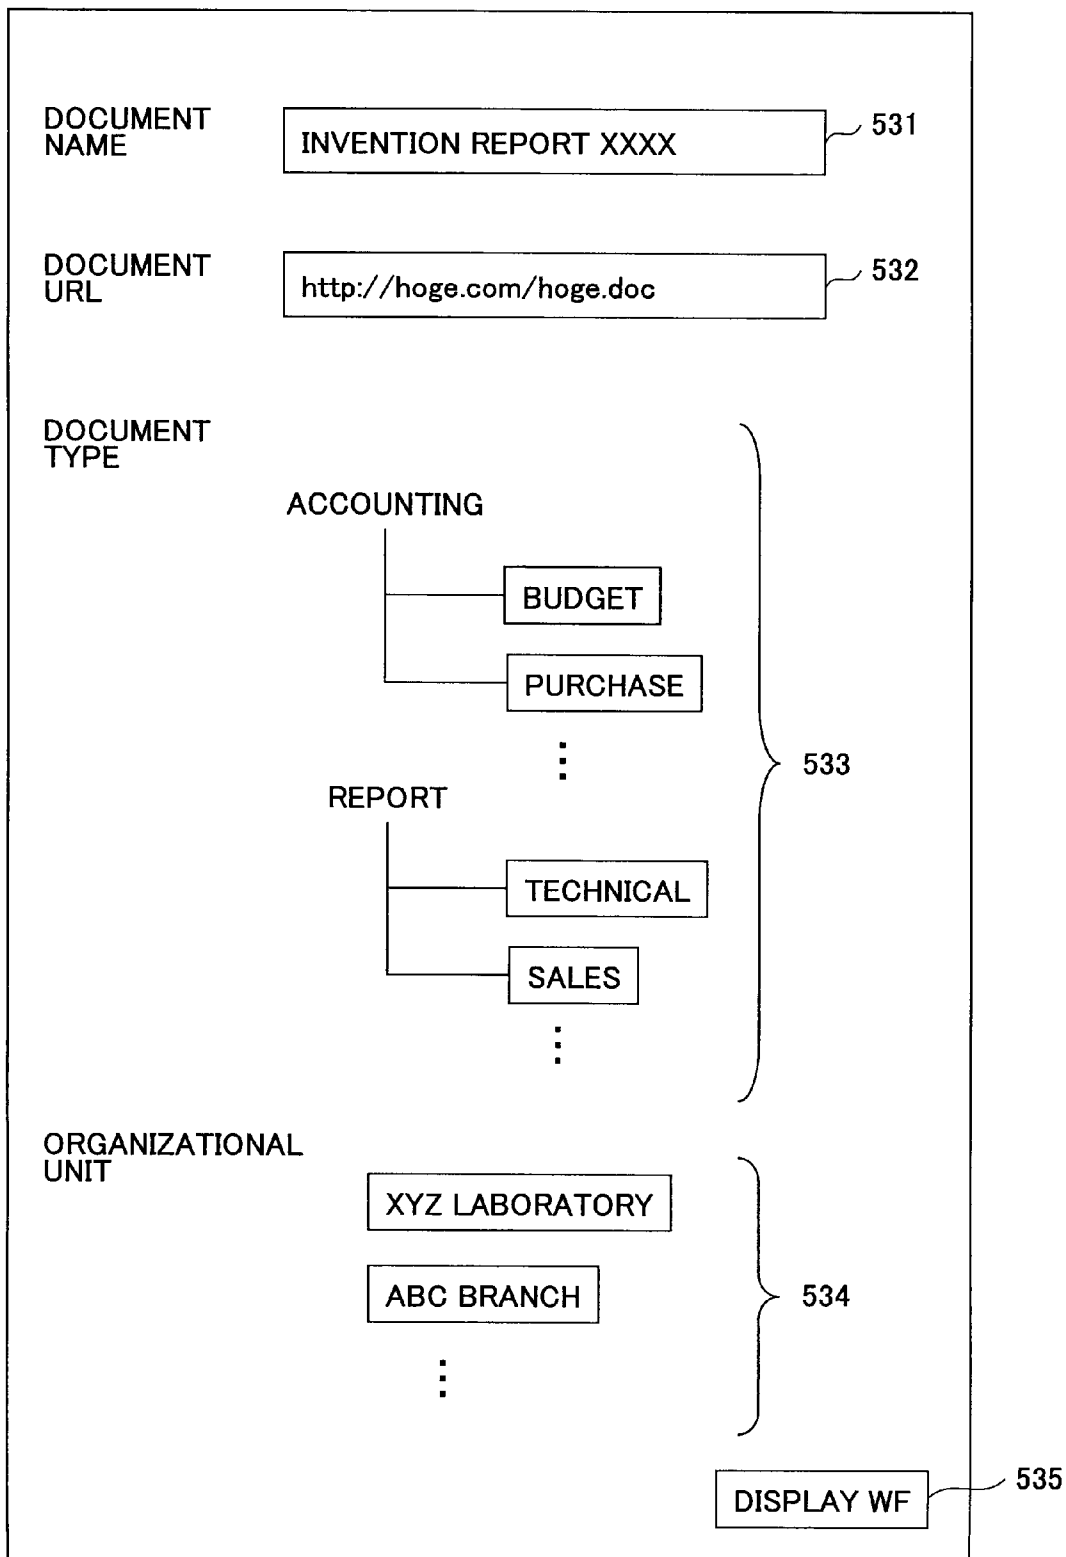 DOCUMENT
NAME
INVENTION REPORT XXXX
531
DOCUMENT
URL
http://hoge.com/hoge.doc
532
DOCUMENT
TYPE
ACCOUNTING
BUDGET
PURCHASE
533
REPORT
TECHNICAL
SALES
ORGANIZATIONAL
UNIT
XYZ LABORATORY
ABC BRANCH
534
DISPLAY WF
535